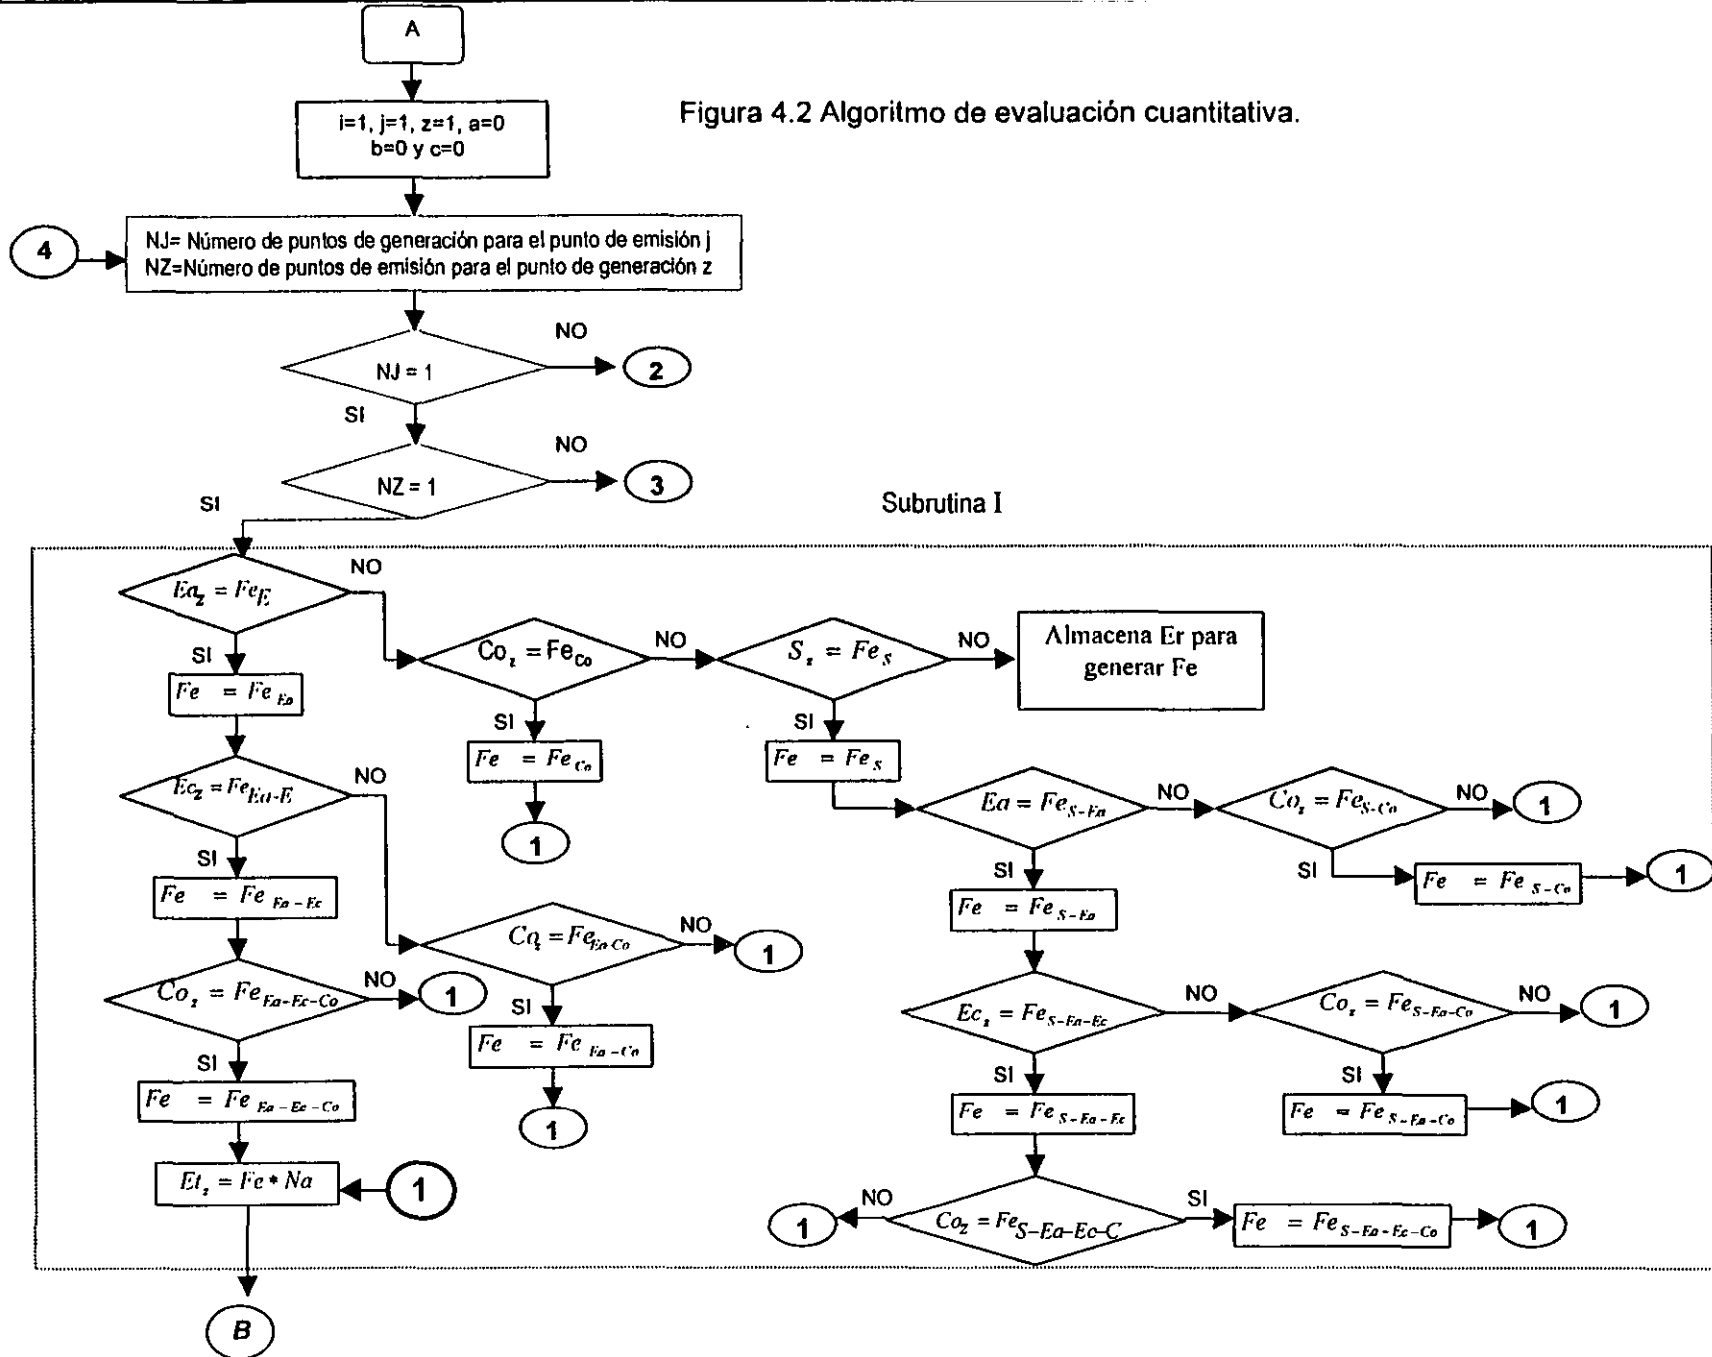 A
i=1, j=1, z=1, a=0
b=0 y c=0
Figura 4.2 Algoritmo de evaluación cuantitativa.
4
NJ= Número de puntos de generación para el punto de emisión j
NZ=Número de puntos de emisión para el punto de generación z
NJ = 1
NO
2
SI
NZ = 1
NO
3
SI
Subrutina I
Ea_z = Fe_E
NO
SI
Fe = Fe_Ea
Co_z = Fe_Co
NO
SI
Fe = Fe_Co
1
S_z = Fe_S
NO
Almacena Er para
generar Fe
SI
Fe = Fe_S
Ec_z = Fe_Ea-E
NO
SI
Fe = Fe_Ea-Ec
Co_z = Fe_Ea-Co
NO
1
SI
Fe = Fe_Ea-Co
1
Co_z = Fe_Ea-Ec-Co
NO
1
SI
Fe = Fe_Ea-Ec-Co
Et_z = Fe * Na
1
B
Ea = Fe_S-Ea
NO
Co_z = Fe_S-Co
NO
1
SI
Fe = Fe_S-Co
1
SI
Fe = Fe_S-Ea
Ec_z = Fe_S-Ea-Ec
NO
Co_z = Fe_S-Ea-Co
NO
1
SI
Fe = Fe_S-Ea-Co
1
SI
Fe = Fe_S-Ea-Ec
Co_z = Fe_S-Ea-Ec-C
NO
1
SI
Fe = Fe_S-Ea-Ec-Co
1